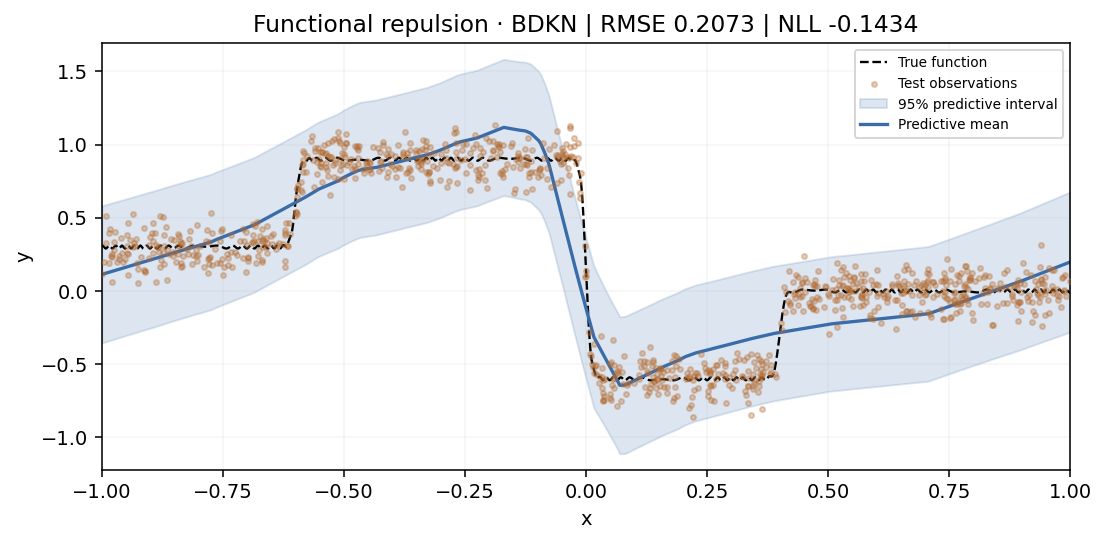 Functional repulsion · BDKN | RMSE 0.2073 | NLL -0.1434
True function
Test observations
95% predictive interval
Predictive mean
y
1.5
1.0
0.5
0.0
−0.5
−1.0
−1.00
−0.75
−0.50
−0.25
0.00
0.25
0.50
0.75
1.00
x